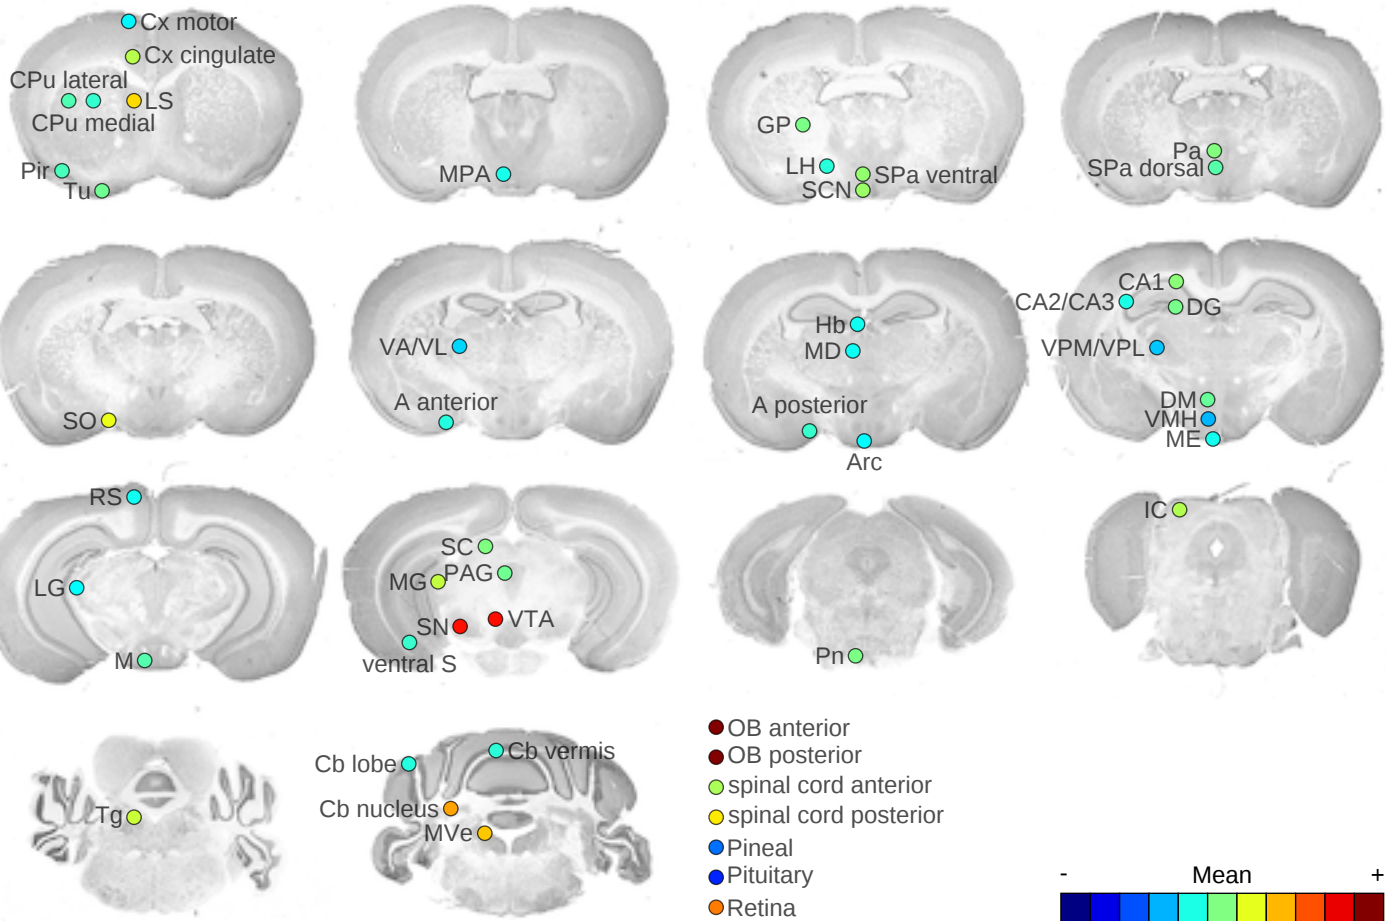 Cx motor
Cx cingulate
CPu lateral
LS
CPu medial
Pir
Tu
MPA
GP
LH
SPa ventral
SCN
Pa
SPa dorsal
SO
VA/VL
A anterior
Hb
MD
A posterior
Arc
CA1
CA2/CA3
DG
VPM/VPL
DM
VMH
ME
RS
LG
M
SC
PAG
MG
SN
VTA
ventral S
Pn
IC
Tg
Cb lobe
Cb vermis
Cb nucleus
MVe
OB anterior
OB posterior
spinal cord anterior
spinal cord posterior
Pineal
Pituitary
Retina
- Mean +